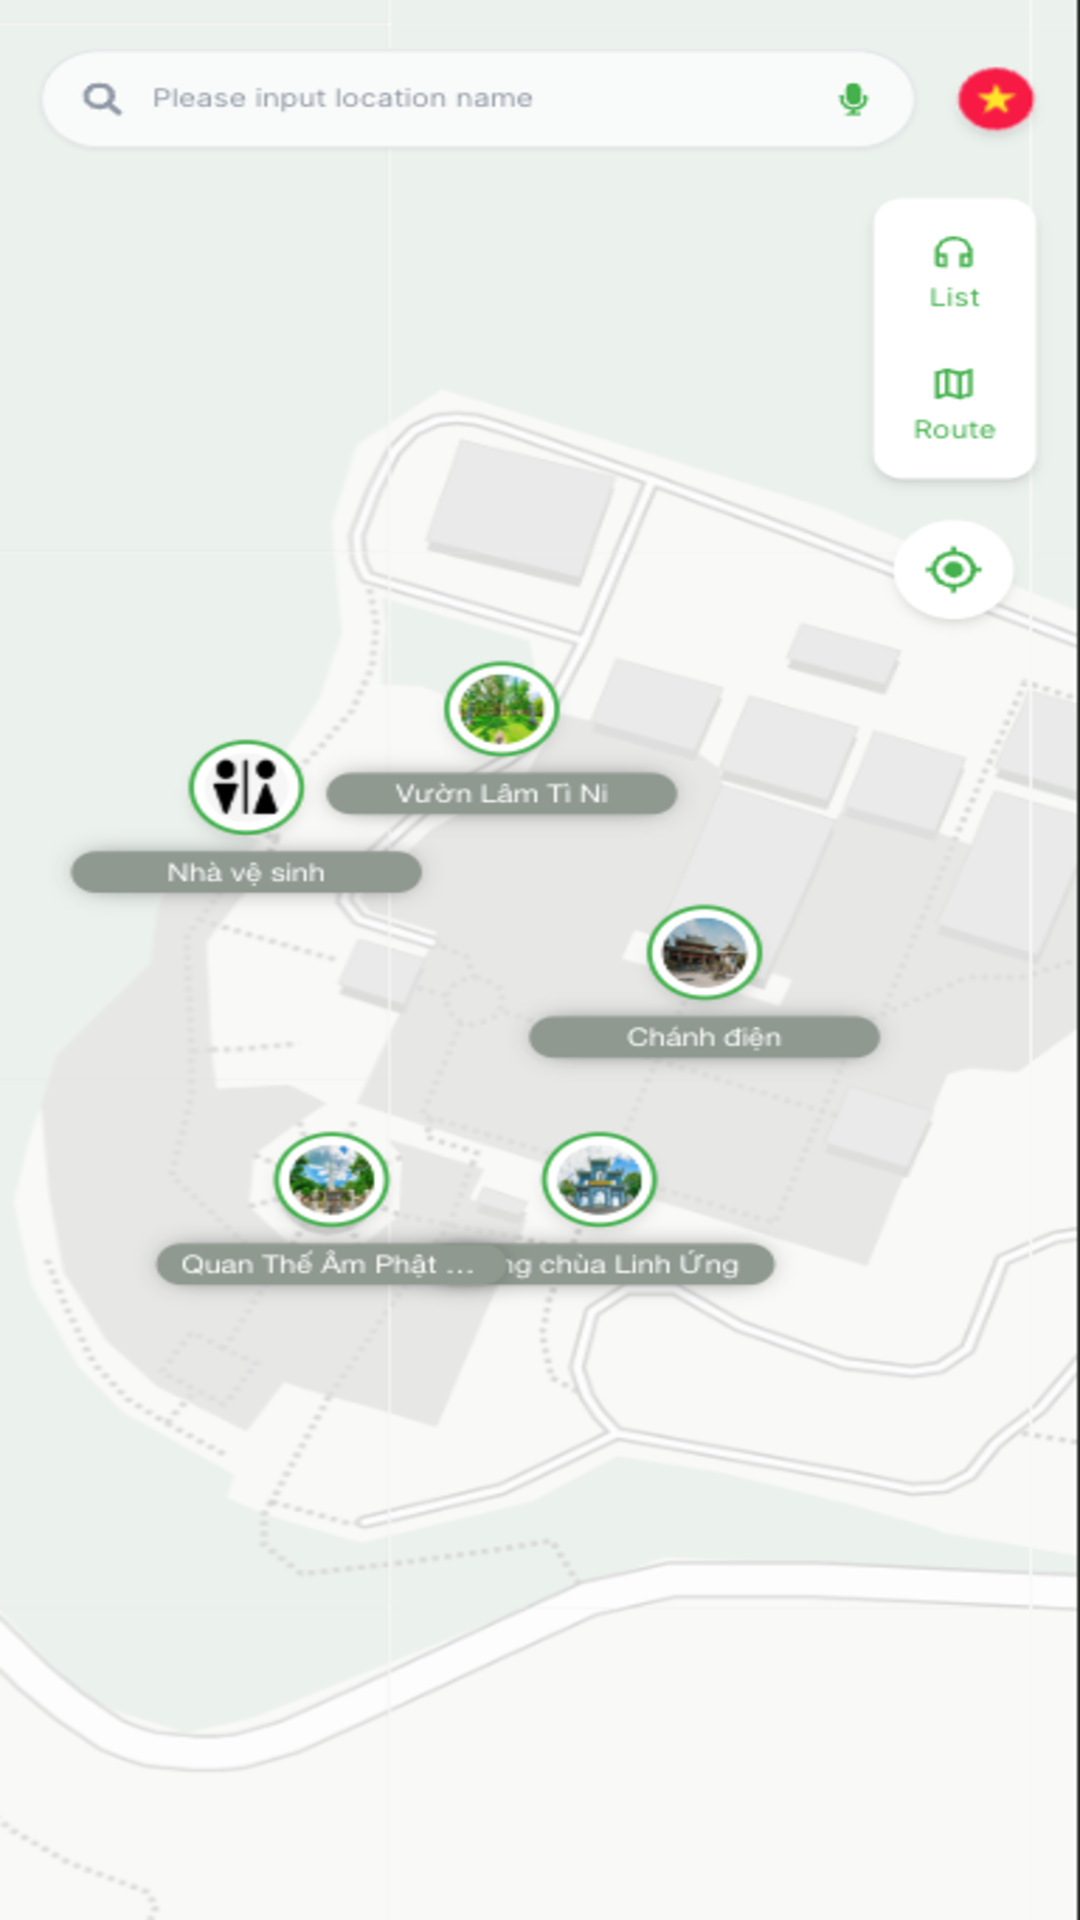 Please input location name
List
Route
Vườn Lâm Tì Ni
Nhà vệ sinh
Chánh điện
Quan Thế Âm Phật ...
ng chùa Linh Ứng